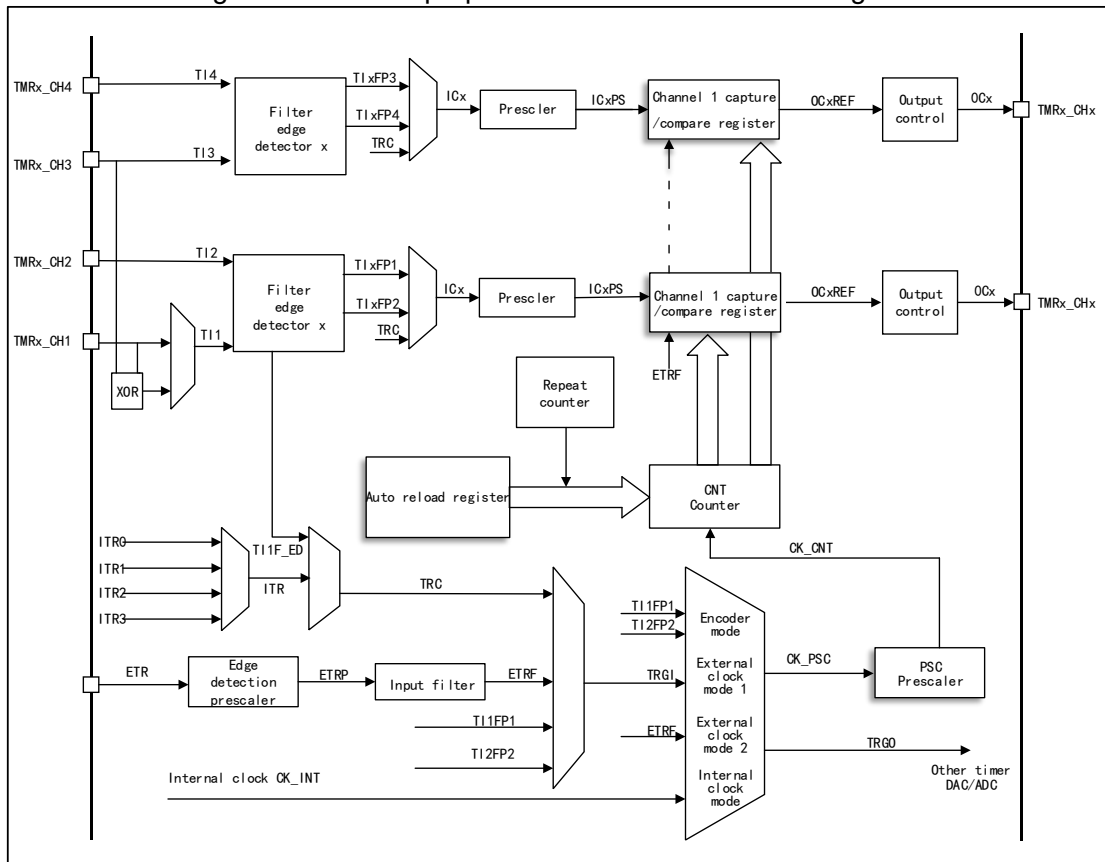 TMRx_CH4
TI4
Filter
edge
detector x
TIxFP3
TIxFP4
TRC
ICx
Prescler
ICxPS
Channel 1 capture
/compare register
OCxREF
Output
control
OCx
TMRx_CHx
TMRx_CH3
TI3
TMRx_CH2
TI2
Filter
edge
detector x
TIxFP1
TIxFP2
TRC
ICx
Prescler
ICxPS
Channel 1 capture
/compare register
OCxREF
Output
control
OCx
TMRx_CHx
TMRx_CH1
TI1
XOR
ETRF
Repeat
counter
Auto reload register
CNT
Counter
CK_CNT
ITR0
ITR1
ITR2
ITR3
ITR
TI1F_ED
TRC
TI1FP1
TI2FP2
Encoder
mode
External
clock
mode 1
External
clock
mode 2
Internal
clock
mode
CK_PSC
PSC
Prescaler
ETR
Edge
detection
prescaler
ETRP
Input filter
ETRF
TRGI
TI1FP1
TI2FP2
ETRF
TRGO
Other timer
DAC/ADC
Internal clock CK_INT